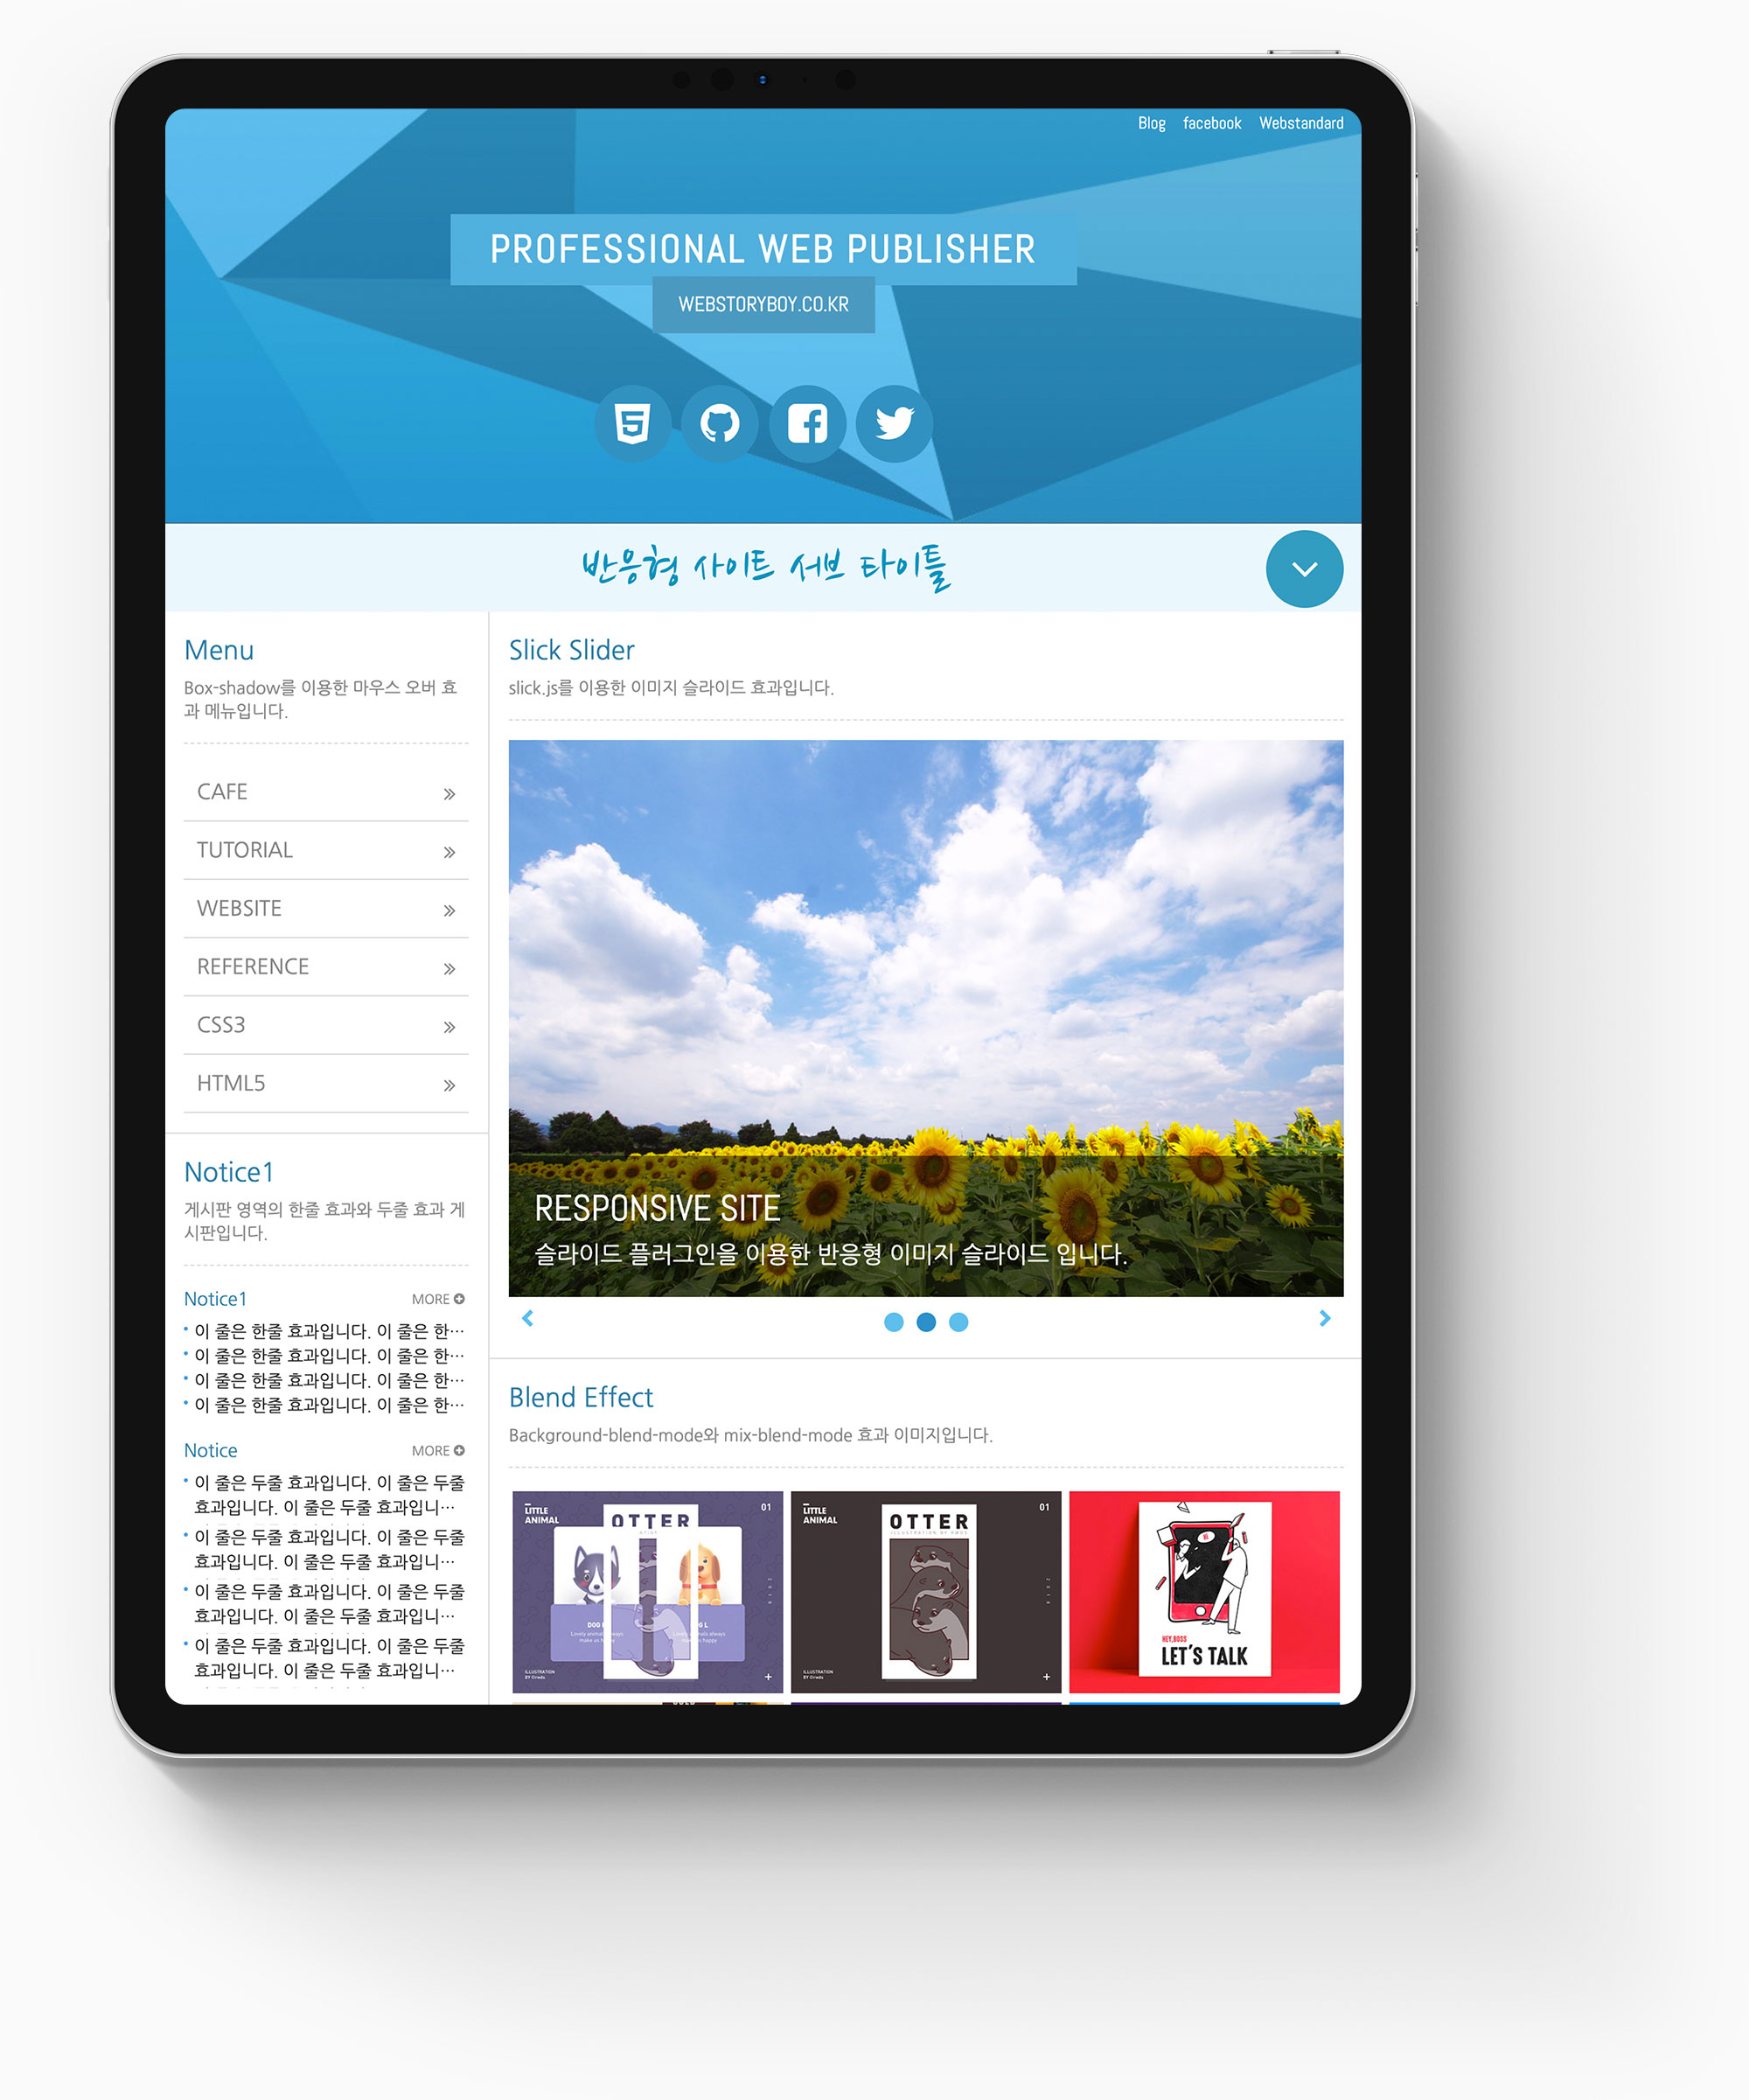 Blog facebook Webstandard
PROFESSIONAL WEB PUBLISHER
WEBSTORYBOY.CO.KR
반응형 사이트 서브 타이틀
Menu
Box-shadow를 이용한 마우스 오버 효
과 메뉴입니다.
CAFE
TUTORIAL
WEBSITE
REFERENCE
CSS3
HTML5
Notice1
게시판 영역의 한줄 효과와 두줄 효과 게
시판입니다.
Notice1 MORE
이 줄은 한줄 효과입니다. 이 줄은 한…
이 줄은 한줄 효과입니다. 이 줄은 한…
이 줄은 한줄 효과입니다. 이 줄은 한…
이 줄은 한줄 효과입니다. 이 줄은 한…
Notice MORE
이 줄은 두줄 효과입니다. 이 줄은 두줄
효과입니다. 이 줄은 두줄 효과입니…
이 줄은 두줄 효과입니다. 이 줄은 두줄
효과입니다. 이 줄은 두줄 효과입니…
이 줄은 두줄 효과입니다. 이 줄은 두줄
효과입니다. 이 줄은 두줄 효과입니…
이 줄은 두줄 효과입니다. 이 줄은 두줄
효과입니다. 이 줄은 두줄 효과입니…
Slick Slider
slick.js를 이용한 이미지 슬라이드 효과입니다.
RESPONSIVE SITE
슬라이드 플러그인을 이용한 반응형 이미지 슬라이드 입니다.
Blend Effect
Background-blend-mode와 mix-blend-mode 효과 이미지입니다.
LITTLE
ANIMAL
01
OTTER
ILLUSTRATION
LITTLE
ANIMAL
01
OTTER
ILLUSTRATION
HEY,BOSS
LET'S TALK